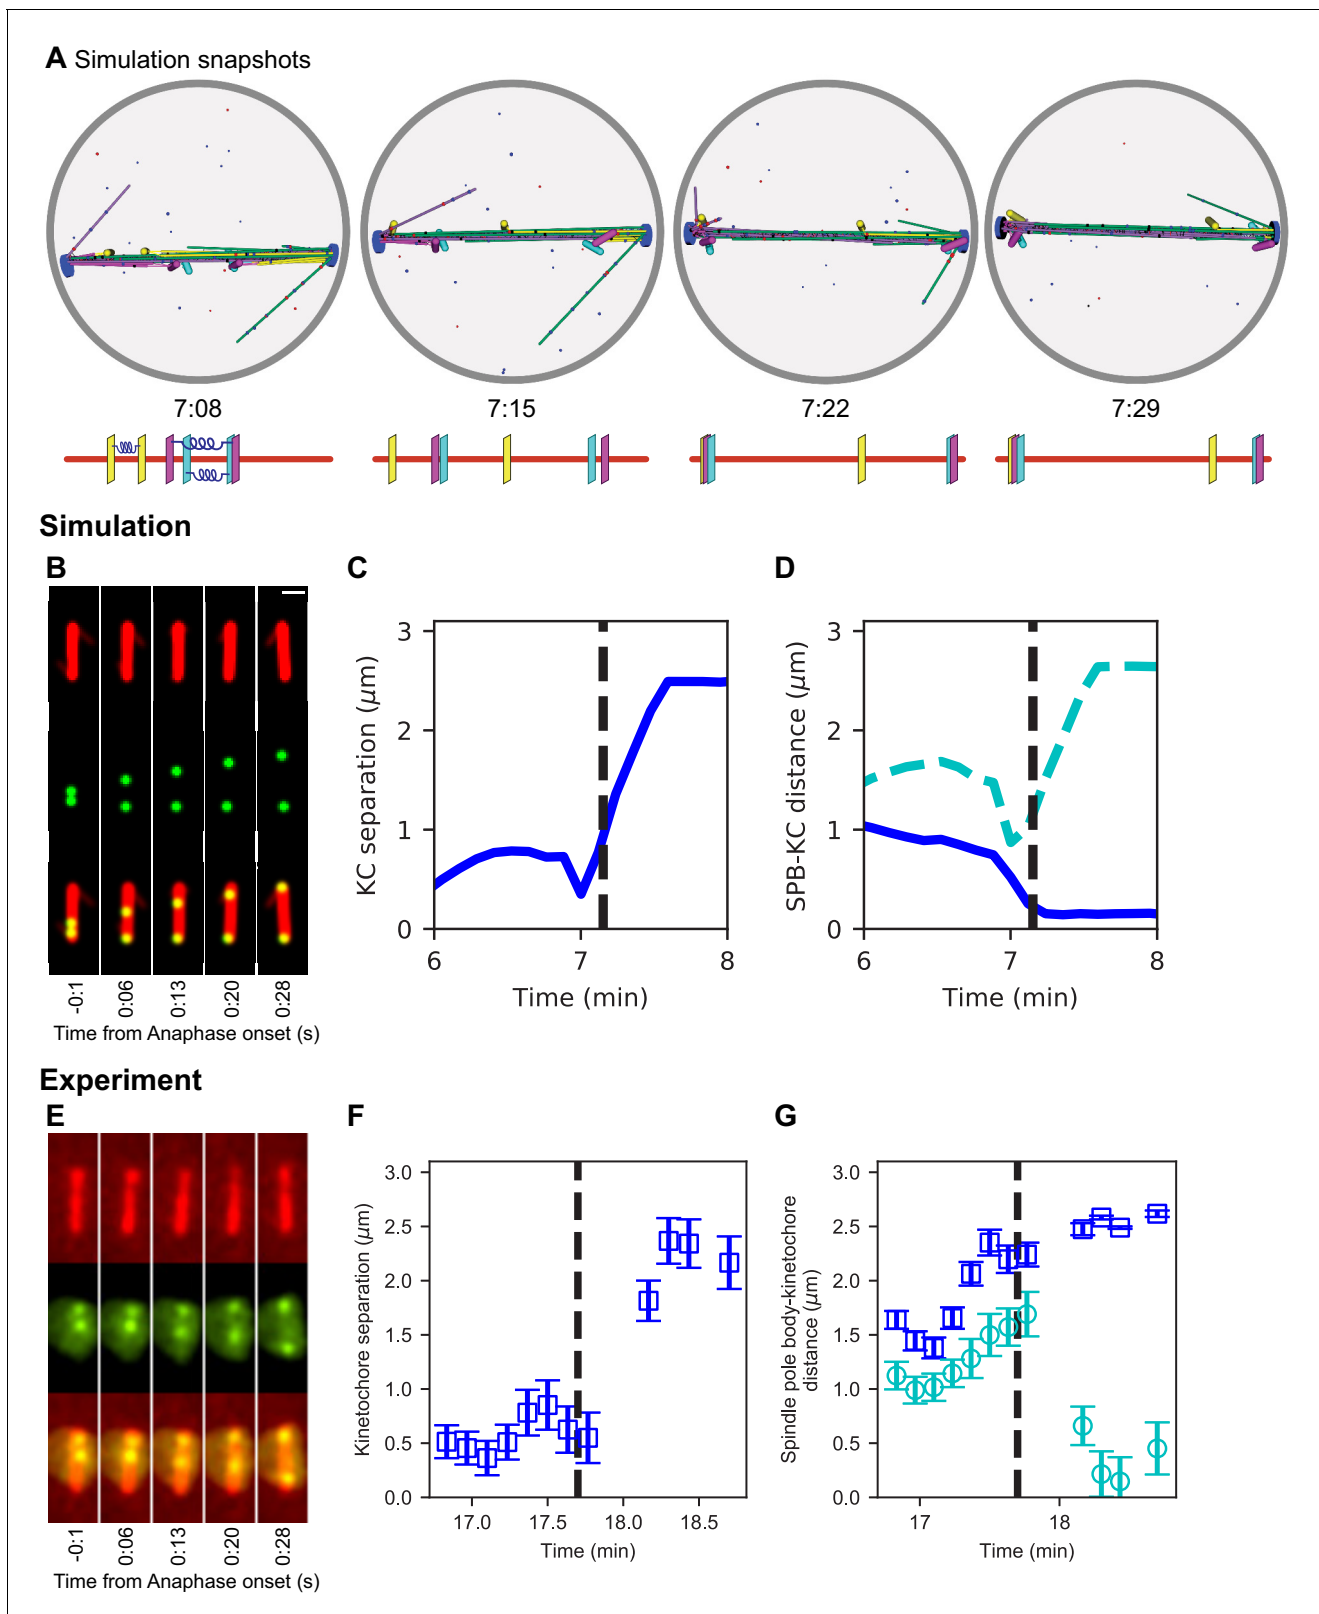 A Simulation snapshots
7:08
7:15
7:22
7:29
Simulation
B
-0:1
0:06
0:13
0:20
0:28
Time from Anaphase onset (s)
C
KC separation (μm)
3
2
1
0
6
7
8
Time (min)
D
SPB-KC distance (μm)
3
2
1
0
6
7
8
Time (min)
Experiment
E
-0:1
0:06
0:13
0:20
0:28
Time from Anaphase onset (s)
F
Kinetochore separation (μm)
3.0
2.5
2.0
1.5
1.0
0.5
0.0
17.0
17.5
18.0
18.5
Time (min)
G
Spindle pole body-kinetochore
distance (μm)
3.0
2.5
2.0
1.5
1.0
0.5
0.0
17
18
Time (min)